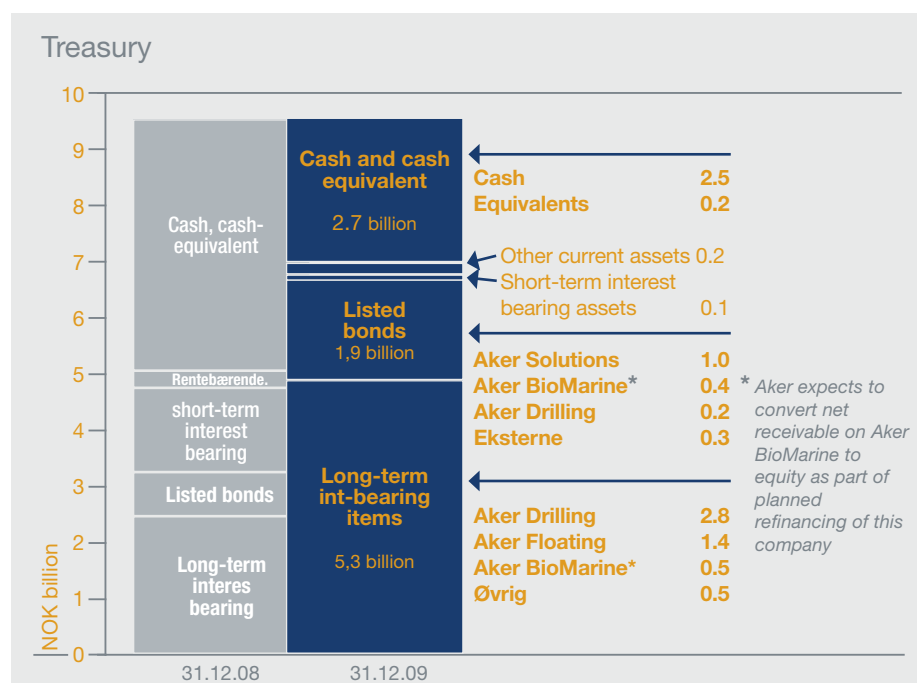 Treasury
10
9
8
7
6
5
4
3
2
1
0
NOK billion
Cash, cash-
equivalent
Rentebærende.
short-term
interest
bearing
Listed bonds
Long-term
interes
bearing
31.12.08
Cash and cash
equivalent
2.7 billion
Listed
bonds
1,9 billion
Long-term
int-bearing
items
5,3 billion
31.12.09
Cash 2.5
Equivalents 0.2
Other current assets 0.2
Short-term interest
bearing assets 0.1
Aker Solutions 1.0
Aker BioMarine* 0.4
Aker Drilling 0.2
Eksterne 0.3
Aker Drilling 2.8
Aker Floating 1.4
Aker BioMarine* 0.5
Øvrig 0.5
* Aker expects to
convert net
receivable on Aker
BioMarine to
equity as part of
planned
refinancing of this
company